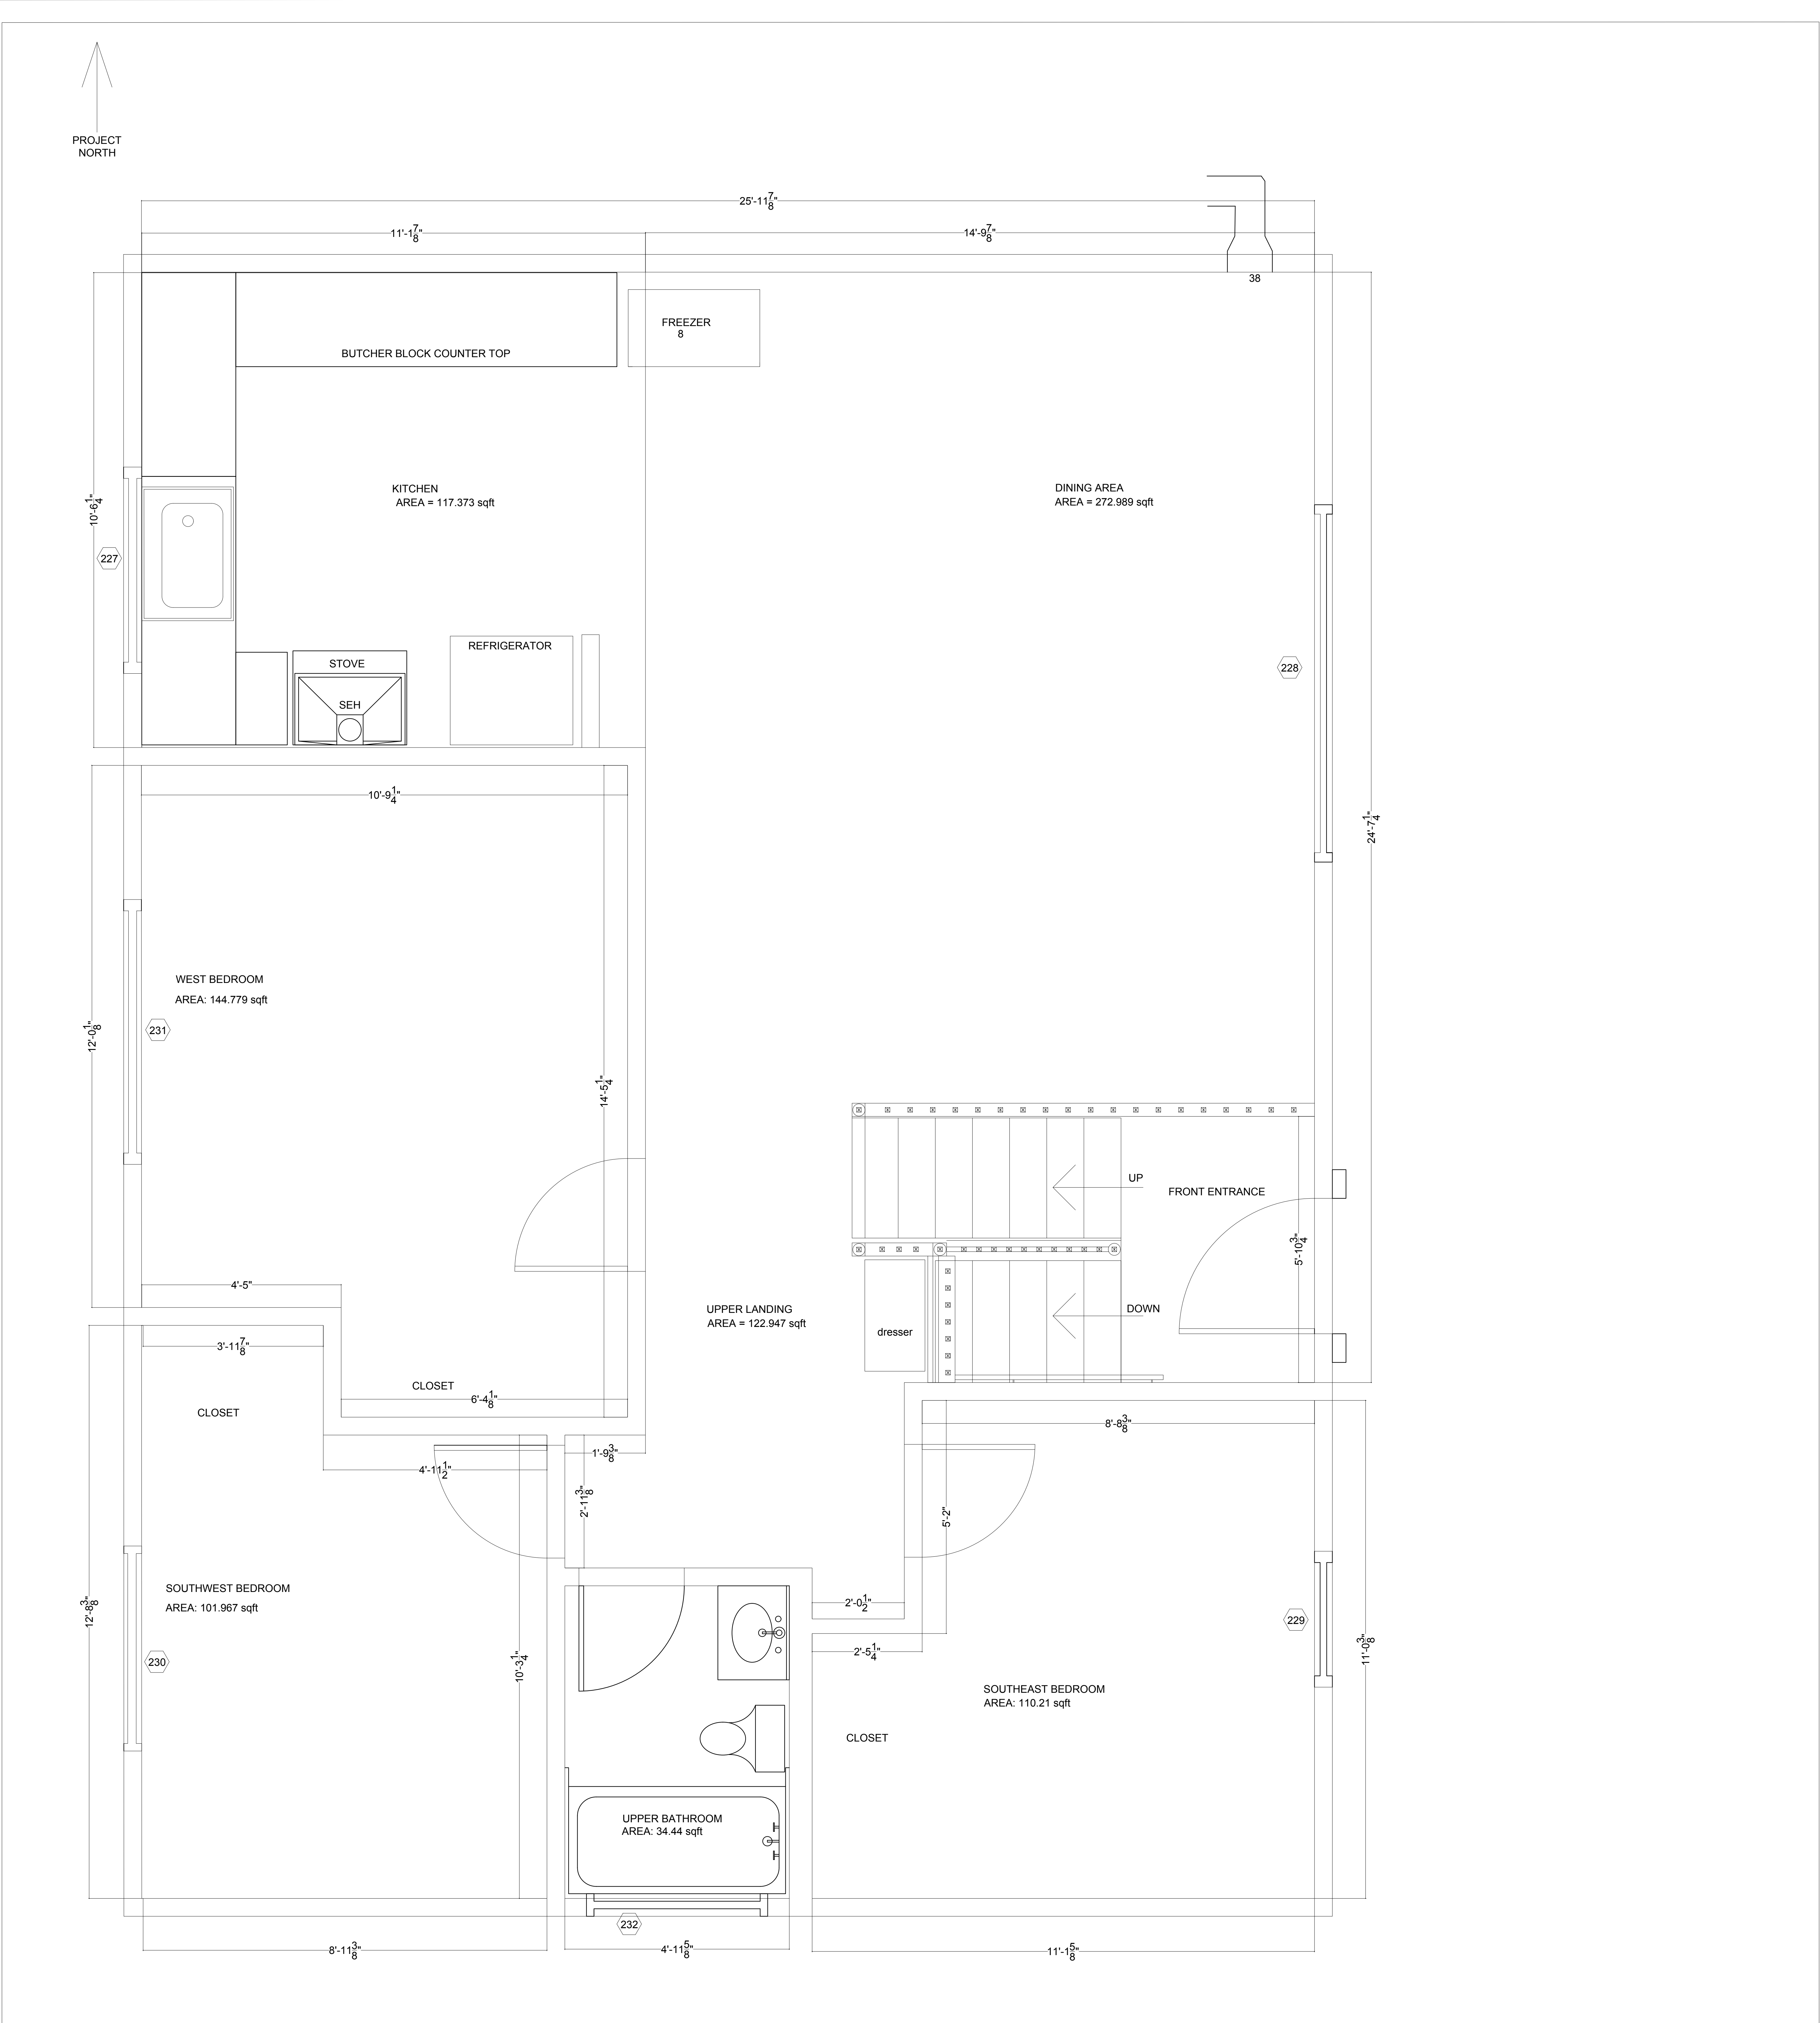 PROJECT
NORTH
25'-11 7/8"
11'-1 7/8"
14'-9 7/8"
38
FREEZER
8
BUTCHER BLOCK COUNTER TOP
KITCHEN
AREA = 117.373 sqft
DINING AREA
AREA = 272.989 sqft
10'-6 1/4"
227
REFRIGERATOR
STOVE
SEH
228
10'-9 1/4"
24'-7 1/4"
WEST BEDROOM
AREA: 144.779 sqft
231
12'-0 1/8"
14'-5 1/4"
UP
FRONT ENTRANCE
5'-10 3/4"
4'-5"
UPPER LANDING
AREA = 122.947 sqft
DOWN
dresser
3'-11 7/8"
CLOSET
6'-4 1/8"
CLOSET
8'-8 3/8"
1'-9 3/8"
4'-11 1/2"
2'-11 3/8"
5'-2"
SOUTHWEST BEDROOM
AREA: 101.967 sqft
12'-8 3/8"
2'-0 1/2"
229
2'-5 1/4"
11'-0 3/8"
230
10'-3 1/4"
SOUTHEAST BEDROOM
AREA: 110.21 sqft
CLOSET
UPPER BATHROOM
AREA: 34.44 sqft
232
8'-11 3/8"
4'-11 5/8"
11'-1 5/8"